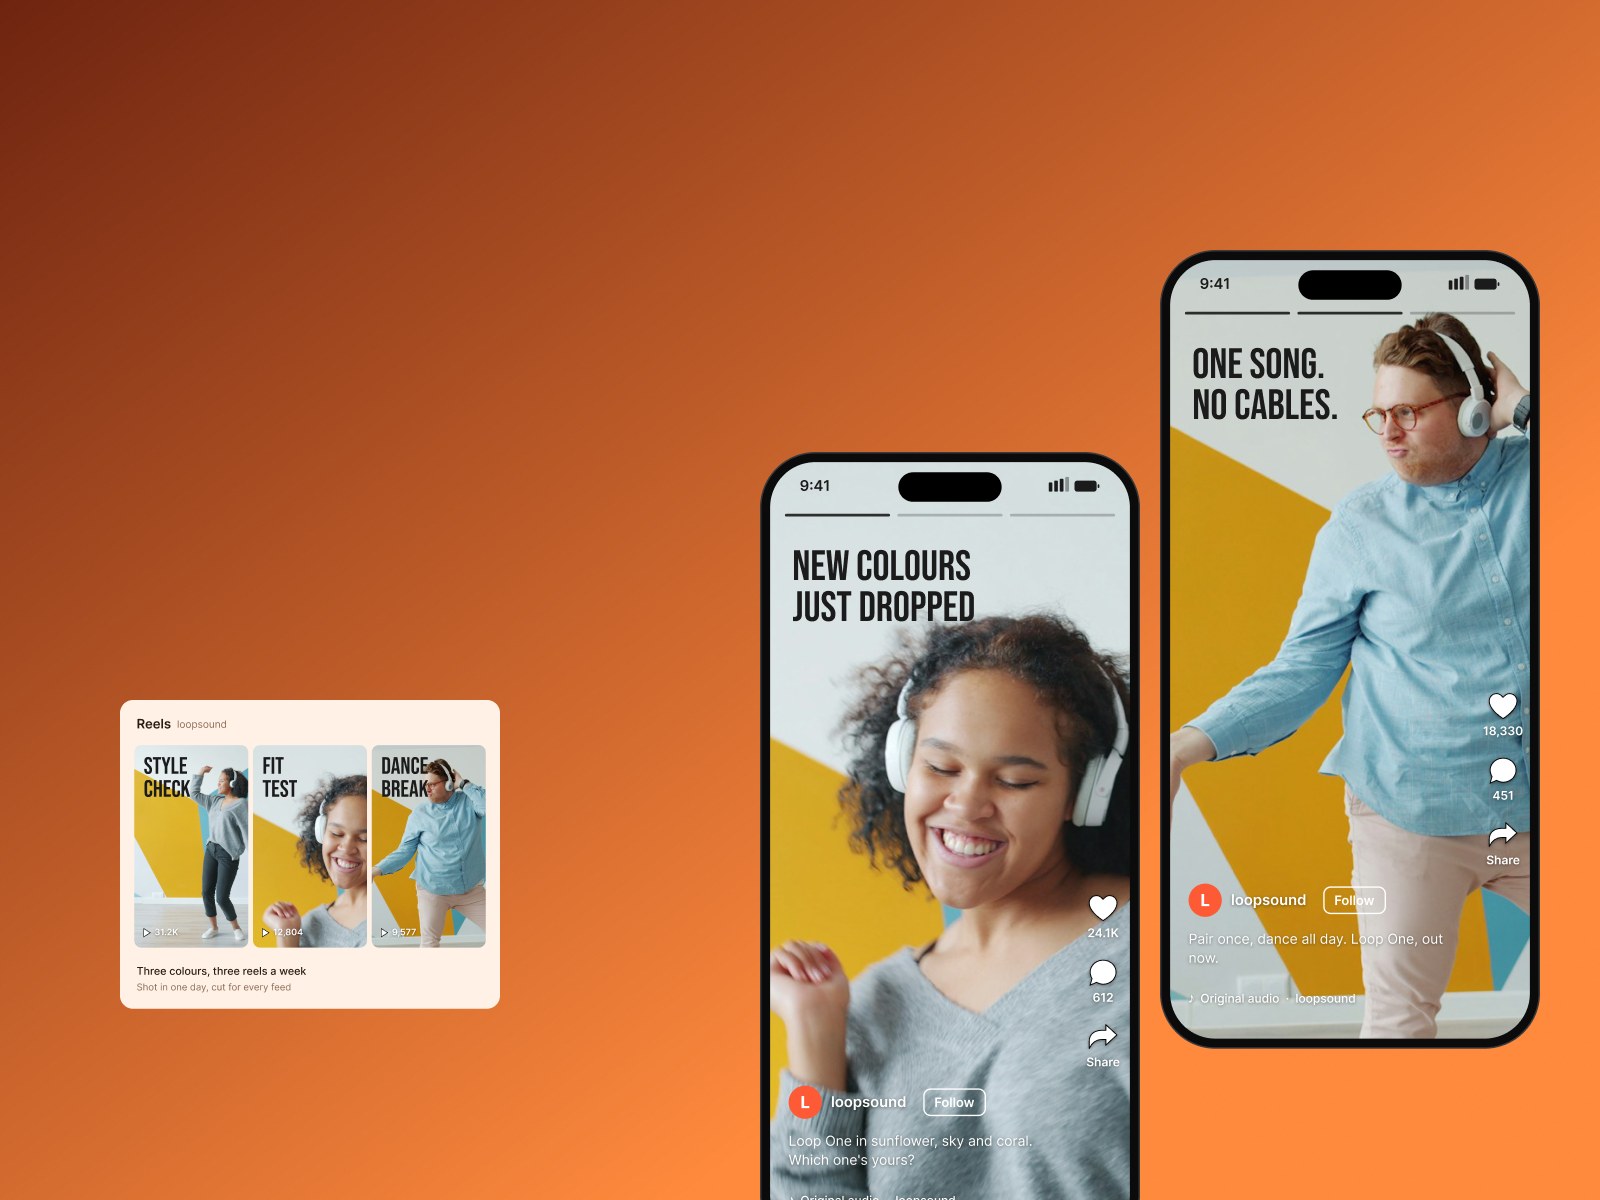 Reels loopsound
STYLE
CHECK
31.2K
FIT
TEST
12,804
DANCE
BREAK
9,577
Three colours, three reels a week
Shot in one day, cut for every feed
9:41
NEW COLOURS
JUST DROPPED
24.1K
612
Share
L loopsound Follow
Loop One in sunflower, sky and coral.
Which one's yours?
Original audio · loopsound
9:41
ONE SONG.
NO CABLES.
18,330
451
Share
L loopsound Follow
Pair once, dance all day. Loop One, out
now.
♪ Original audio · loopsound